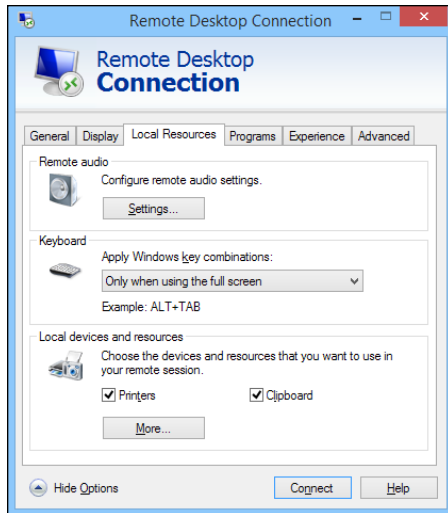 Remote Desktop Connection
Remote Desktop
Connection
General Display Local Resources Programs Experience Advanced
Remote audio
Configure remote audio settings.
Settings...
Keyboard
Apply Windows key combinations:
Only when using the full screen
Example: ALT+TAB
Local devices and resources
Choose the devices and resources that you want to use in
your remote session.
Printers Clipboard
More...
Hide Options Connect Help